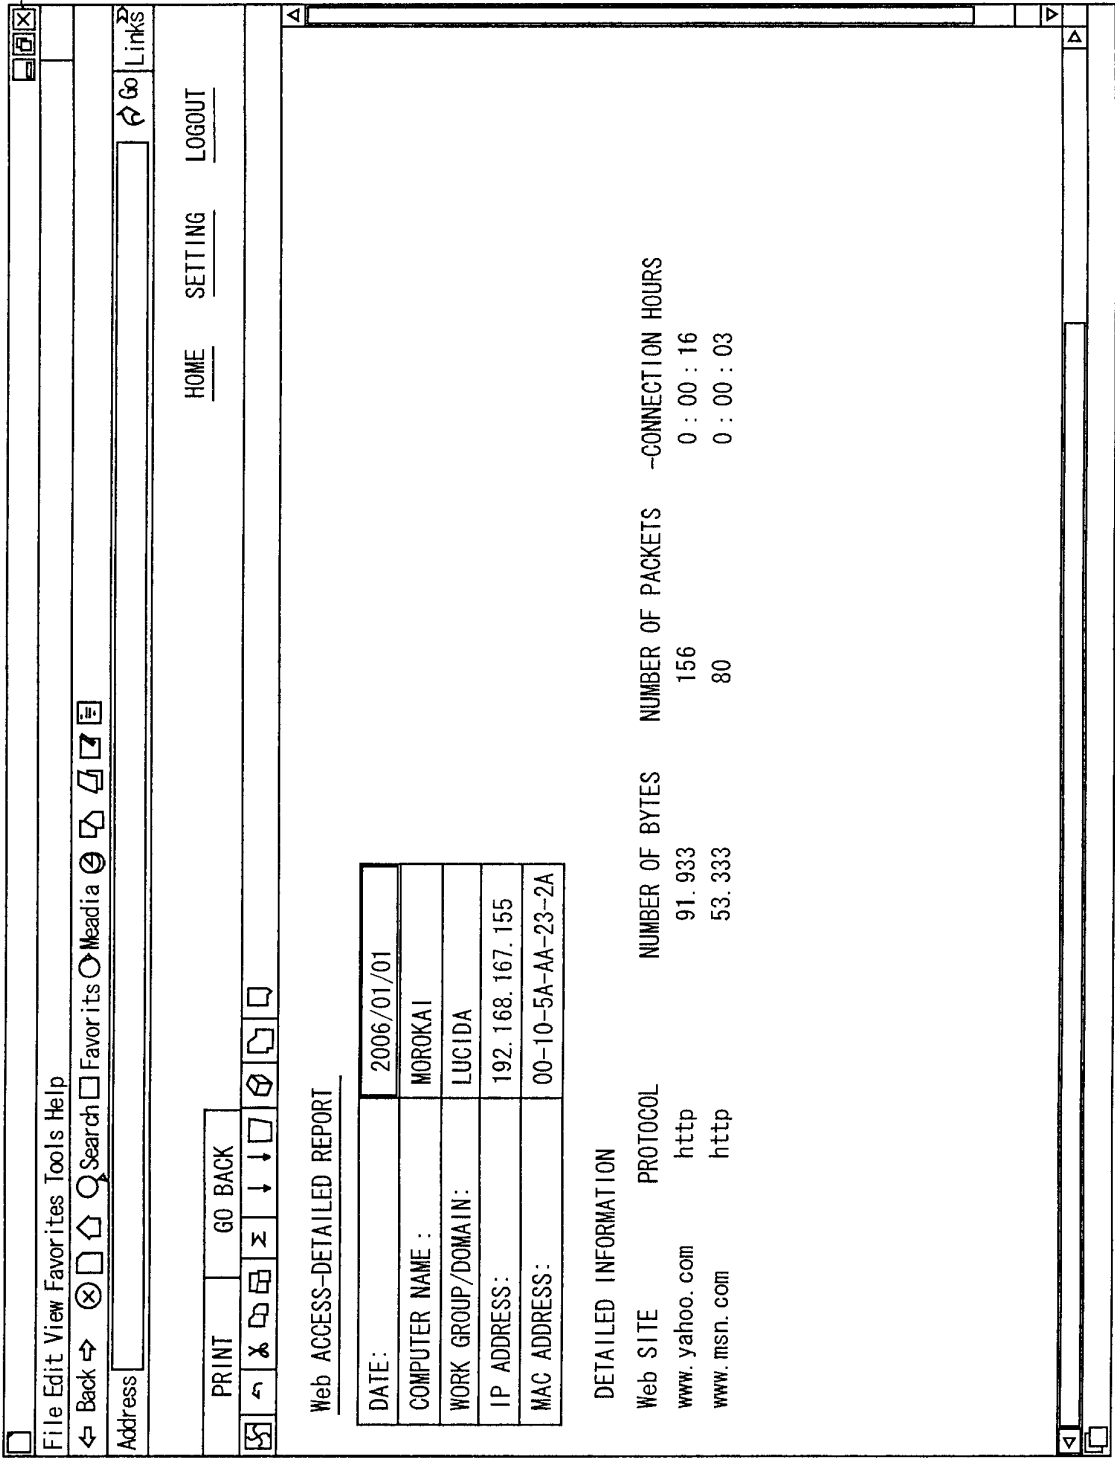 File Edit View Favorites Tools Help
Back Search Favorits Meadia
Address Go Links
HOME SETTING LOGOUT
PRINT GO BACK
Web ACCESS-DETAILED REPORT
DATE: 2006/01/01
COMPUTER NAME: MOROKAI
WORK GROUP/DOMAIN: LUCIDA
IP ADDRESS: 192.168.167.155
MAC ADDRESS: 00-10-5A-AA-23-2A
DETAILED INFORMATION
Web SITE PROTOCOL NUMBER OF BYTES NUMBER OF PACKETS -CONNECTION HOURS
www.yahoo.com http 91.933 156 0:00:16
www.msn.com http 53.333 80 0:00:03